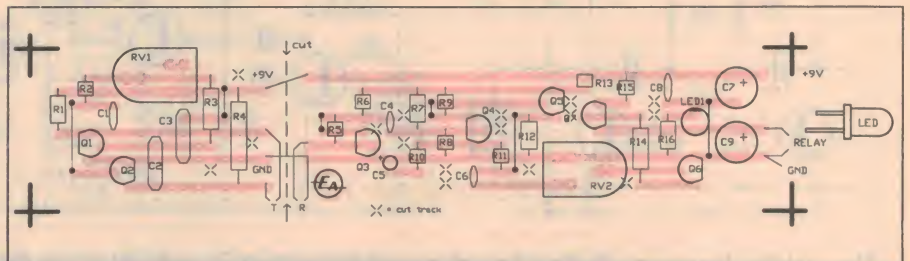 cut
RV1
+9V
R2
R1
C1
C3
R3
R4
Q1
Q2
C2
GND
T
R
R5
R6
C4
Q3
C5
EA
= cut track
R7
R9
R10
R8
C6
Q4
R11
R12
Q5
R13
R15
RV2
R14
R16
C8
LED1
Q6
C7
C9
+9V
LED
RELAY
GND